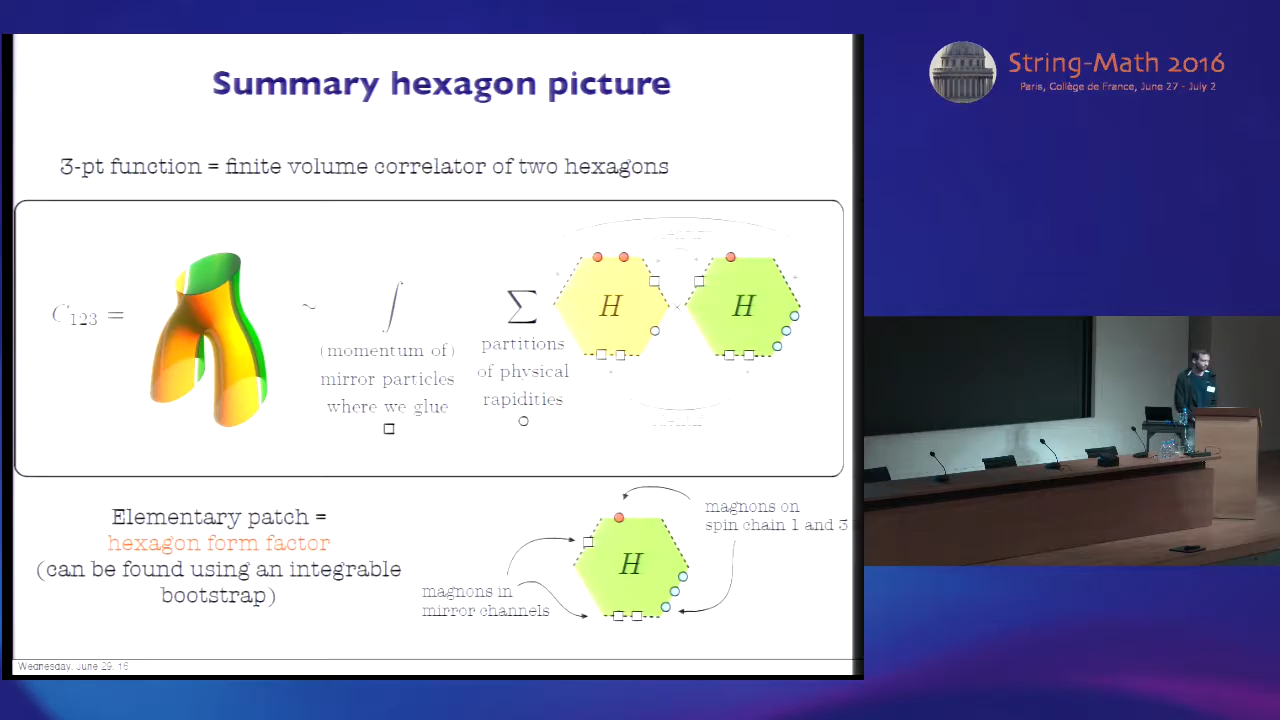 Summary hexagon picture
3-pt function = finite volume correlator of two hexagons
C123 = ~ ∫ ∑ H × H
(momentum of)
mirror particles
where we glue
partitions
of physical
rapidities
Elementary patch =
hexagon form factor
(can be found using an integrable
bootstrap)
magnons on
spin chain 1 and 3
H
magnons in
mirror channels
Wednesday, June 29, 16
String-Math 2016
Paris, Collège de France, June 27 - July 2